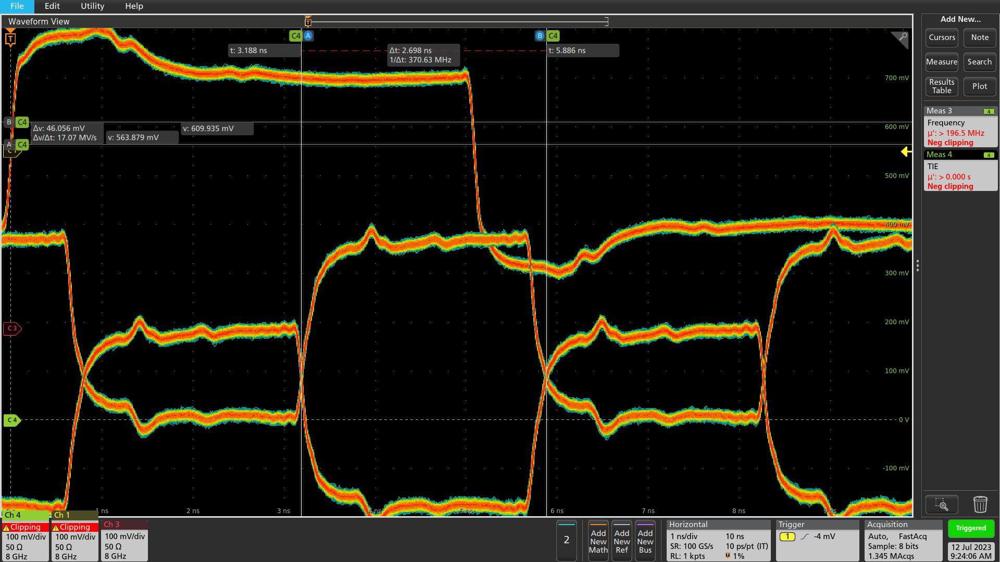 File Edit Utility Help
Waveform View
Add New...
Cursors Note
Measure Search
Results Table Plot
T
T
C4 A
B C4
t: 3.188 ns
Δt: 2.698 ns
1/Δt: 370.63 MHz
t: 5.886 ns
700 mV
B C4
Δv: 46.056 mV
Δv/Δt: 17.07 MV/s
v: 609.935 mV
v: 563.879 mV
A C4
600 mV
500 mV
400 mV
300 mV
C 3
200 mV
100 mV
C 4
0 V
-100 mV
1 ns 2 ns 3 ns 4 ns 5 ns 6 ns 7 ns 8 ns 9 ns
Meas 3 4
Frequency
μ': > 196.5 MHz
Neg clipping
Meas 4 4
TIE
μ': > 0.000 s
Neg clipping
Ch 4
Clipping
100 mV/div
50 Ω
8 GHz
Ch 1
Clipping
100 mV/div
50 Ω
8 GHz
Ch 3
100 mV/div
50 Ω
8 GHz
2
Add New Math
Add New Ref
Add New Bus
Horizontal
1 ns/div 10 ns
SR: 100 GS/s 10 ps/pt (IT)
RL: 1 kpts 1%
Trigger
1 -4 mV
Acquisition
Auto, FastAcq
Sample: 8 bits
1.345 MAcqs
Triggered
12 Jul 2023
9:24:06 AM